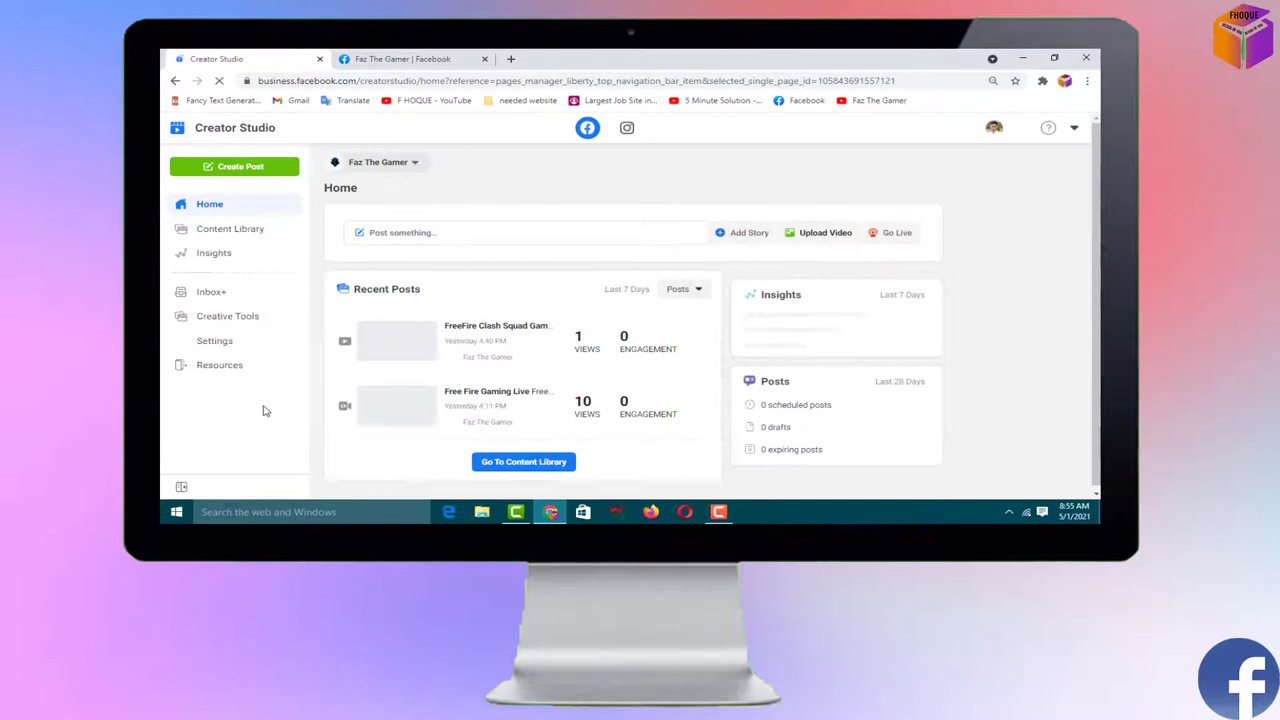 FHOQUE
Creator Studio
Faz The Gamer | Facebook
business.facebook.com/creatorstudio/home?reference=pages_manager_liberty_top_navigation_bar_item&selected_single_page_id=105843691557121
Fancy Text Generat...
Gmail
Translate
F HOQUE - YouTube
needed website
Largest Job Site in...
5 Minute Solution -...
Facebook
Faz The Gamer
Creator Studio
Create Post
Faz The Gamer
Home
Home
Content Library
Insights
Inbox+
Creative Tools
Settings
Resources
Post something...
Add Story
Upload Video
Go Live
Recent Posts
Last 7 Days
Posts
FreeFire Clash Squad Gam...
Yesterday 4:40 PM
Faz The Gamer
1
VIEWS
0
ENGAGEMENT
Free Fire Gaming Live Free...
Yesterday 4:11 PM
Faz The Gamer
10
VIEWS
0
ENGAGEMENT
Go To Content Library
Insights
Last 7 Days
Posts
Last 28 Days
0 scheduled posts
0 drafts
0 expiring posts
Search the web and Windows
8:55 AM
5/1/2021